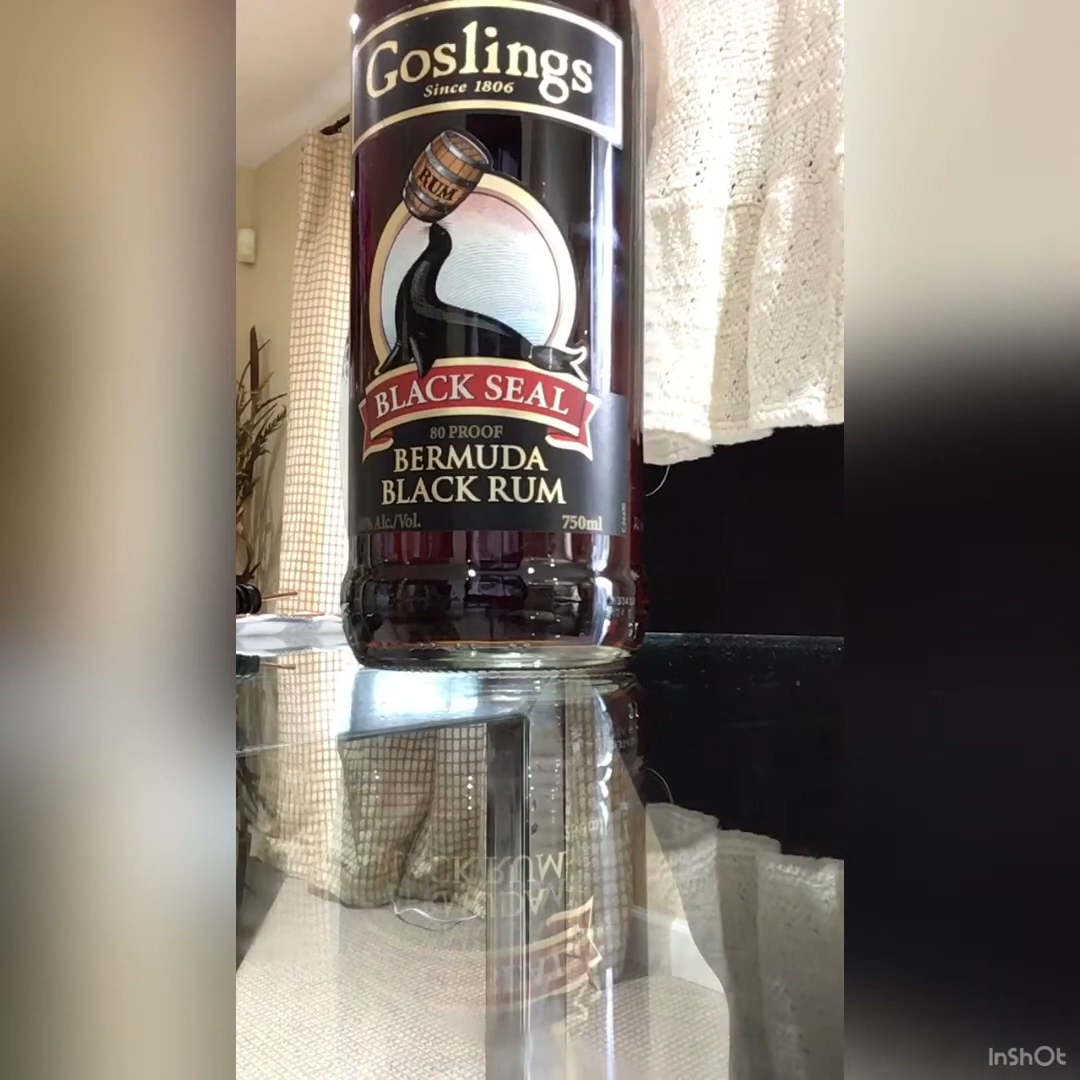 Goslings
Since 1806
RUM
BLACK SEAL
80 PROOF
BERMUDA
BLACK RUM
% Alc./Vol.
750ml
InShOt